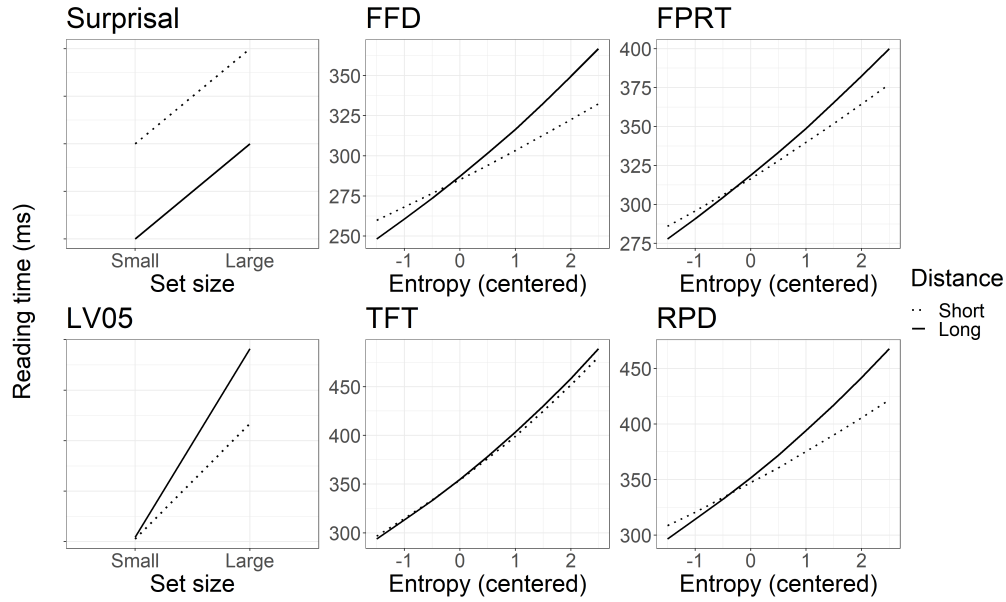 Surprisal
FFD
FPRT
350
325
300
275
250
400
375
350
325
300
275
Small Large
-1 0 1 2
-1 0 1 2
Set size
Entropy (centered)
Entropy (centered)
Reading time (ms)
Distance
Short
Long
LV05
TFT
RPD
450
400
350
300
450
400
350
300
Small Large
-1 0 1 2
-1 0 1 2
Set size
Entropy (centered)
Entropy (centered)